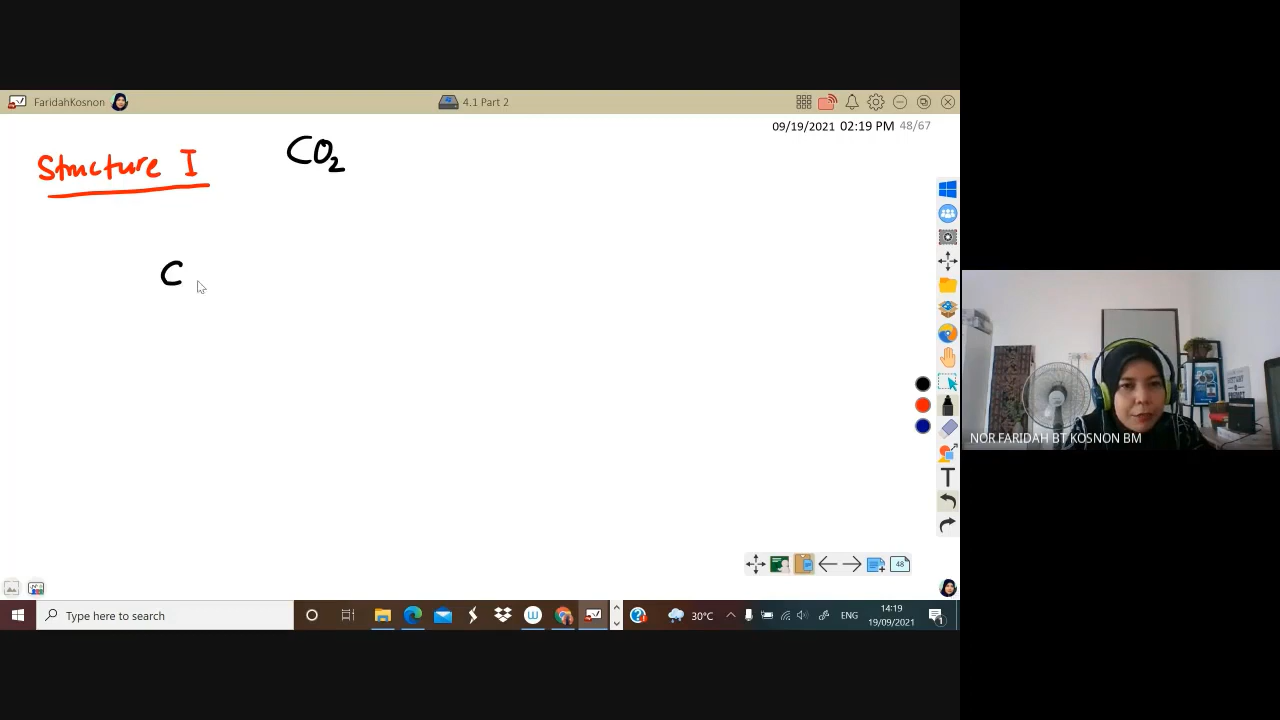 FaridahKosnon
4.1 Part 2
09/19/2021 02:19 PM 48/67
Structure I
CO₂
C
T
48
NOR FARIDAH BT KOSNON BM
Type here to search
30°C
ENG
14:19
19/09/2021
1